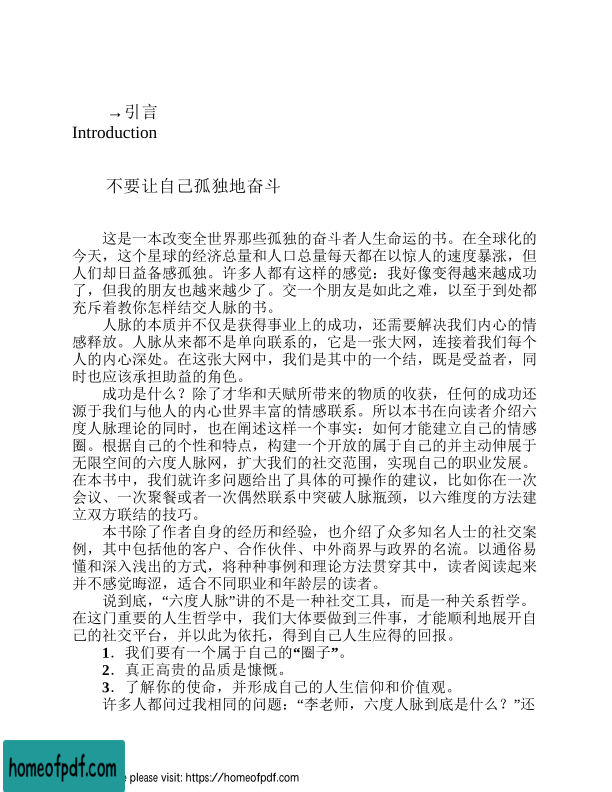 →引言
Introduction
不要让自己孤独地奋斗
这是一本改变全世界那些孤独的奋斗者人生命运的书。在全球化的
今天，这个星球的经济总量和人口总量每天都在以惊人的速度暴涨，但
人们却日益备感孤独。许多人都有这样的感觉：我好像变得越来越成功
了，但我的朋友也越来越少了。交一个朋友是如此之难，以至于到处都
充斥着教你怎样结交人脉的书。
人脉的本质并不仅是获得事业上的成功，还需要解决我们内心的情
感释放。人脉从来都不是单向联系的，它是一张大网，连接着我们每个
人的内心深处。在这张大网中，我们是其中的一个结，既是受益者，同
时也应该承担助益的角色。
成功是什么？除了才华和天赋所带来的物质的收获，任何的成功还
源于我们与他人的内心世界丰富的情感联系。所以本书在向读者介绍六
度人脉理论的同时，也在阐述这样一个事实：如何才能建立自己的情感
圈。根据自己的个性和特点，构建一个开放的属于自己的并主动伸展于
无限空间的六度人脉网，扩大我们的社交范围，实现自己的职业发展。
在本书中，我们就许多问题给出了具体的可操作的建议，比如你在一次
会议、一次聚餐或者一次偶然联系中突破人脉瓶颈，以六维度的方法建
立双方联结的技巧。
本书除了作者自身的经历和经验，也介绍了众多知名人士的社交案
例，其中包括他的客户、合作伙伴、中外商界与政界的名流。以通俗易
懂和深入浅出的方式，将种种事例和理论方法贯穿其中，读者阅读起来
并不感觉晦涩，适合不同职业和年龄层的读者。
说到底，“六度人脉”讲的不是一种社交工具，而是一种关系哲学。
在这门重要的人生哲学中，我们大体要做到三件事，才能顺利地展开自
己的社交平台，并以此为依托，得到自己人生应得的回报。
1．我们要有一个属于自己的“圈子”。
2．真正高贵的品质是慷慨。
3．了解你的使命，并形成自己的人生信仰和价值观。
许多人都问过我相同的问题：“李老师，六度人脉到底是什么？”还
homeofpdf.com
please visit: https://homeofpdf.com